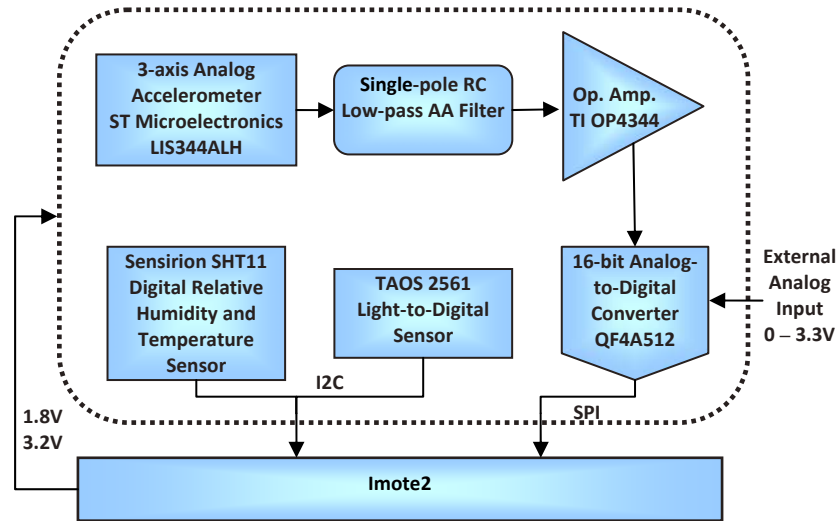 3-axis Analog
Accelerometer
ST Microelectronics
LIS344ALH
Single-pole RC
Low-pass AA Filter
Op. Amp.
TI OP4344
Sensirion SHT11
Digital Relative
Humidity and
Temperature
Sensor
TAOS 2561
Light-to-Digital
Sensor
16-bit Analog-
to-Digital
Converter
QF4A512
External
Analog
Input
0 – 3.3V
I2C
SPI
1.8V
3.2V
Imote2